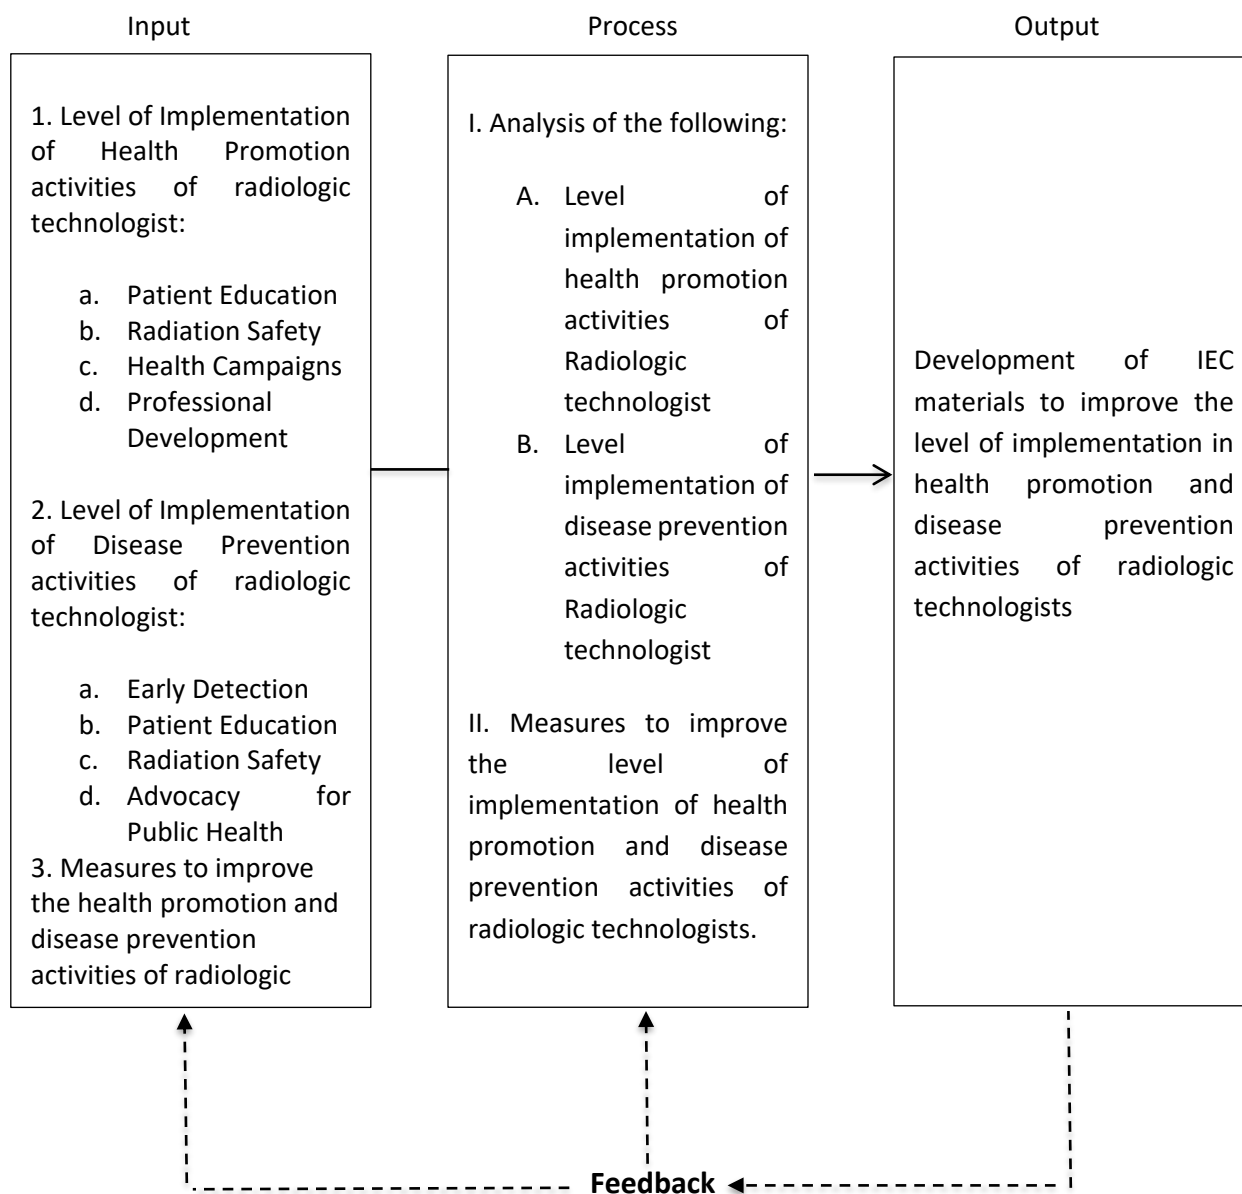 Input
1. Level of Implementation
of Health Promotion
activities of radiologic
technologist:
a. Patient Education
b. Radiation Safety
c. Health Campaigns
d. Professional
Development
2. Level of Implementation
of Disease Prevention
activities of radiologic
technologist:
a. Early Detection
b. Patient Education
c. Radiation Safety
d. Advocacy for
Public Health
3. Measures to improve
the health promotion and
disease prevention
activities of radiologic
Process
I. Analysis of the following:
A. Level of
implementation of
health promotion
activities of
Radiologic
technologist
B. Level of
implementation of
disease prevention
activities of
Radiologic
technologist
II. Measures to improve
the level of
implementation of health
promotion and disease
prevention activities of
radiologic technologists.
Output
Development of IEC
materials to improve the
level of implementation in
health promotion and
disease prevention
activities of radiologic
technologists
Feedback